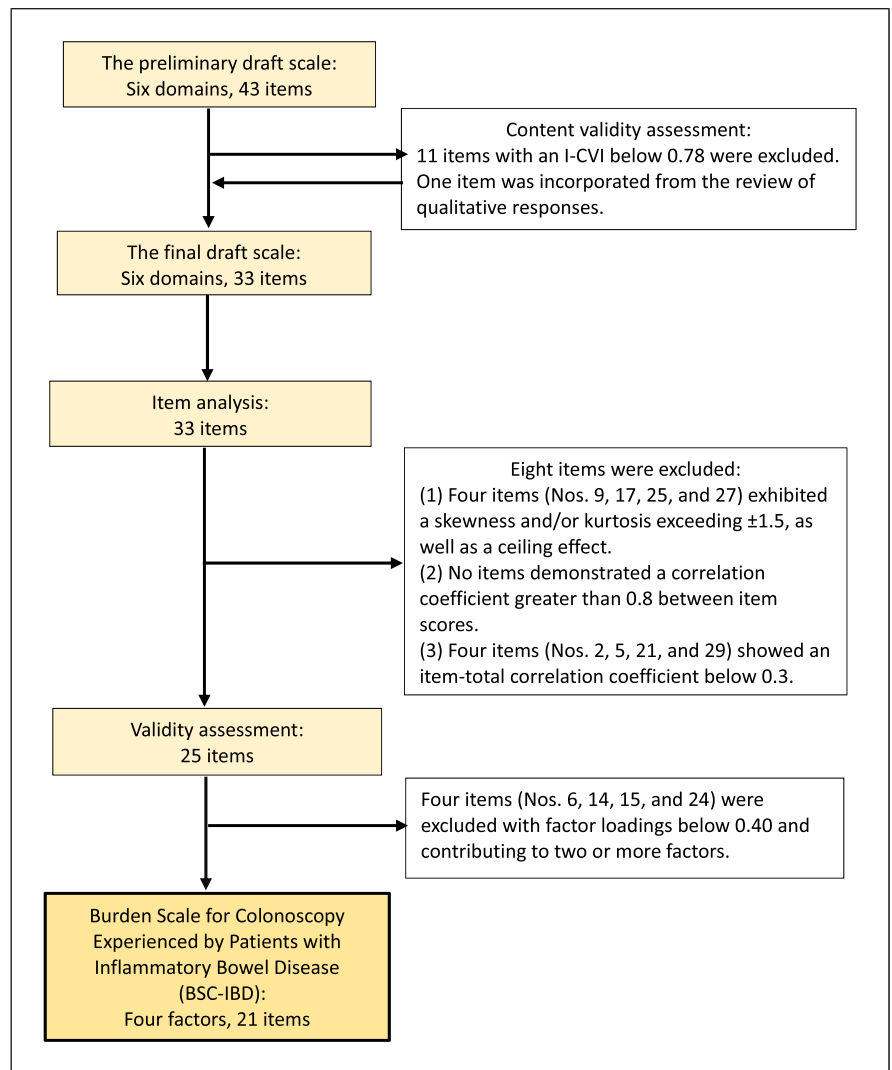 The preliminary draft scale:
Six domains, 43 items
Content validity assessment:
11 items with an I-CVI below 0.78 were excluded.
One item was incorporated from the review of
qualitative responses.
The final draft scale:
Six domains, 33 items
Item analysis:
33 items
Eight items were excluded:
(1) Four items (Nos. 9, 17, 25, and 27) exhibited
a skewness and/or kurtosis exceeding ±1.5, as
well as a ceiling effect.
(2) No items demonstrated a correlation
coefficient greater than 0.8 between item
scores.
(3) Four items (Nos. 2, 5, 21, and 29) showed an
item-total correlation coefficient below 0.3.
Validity assessment:
25 items
Four items (Nos. 6, 14, 15, and 24) were
excluded with factor loadings below 0.40 and
contributing to two or more factors.
Burden Scale for Colonoscopy
Experienced by Patients with
Inflammatory Bowel Disease
(BSC-IBD):
Four factors, 21 items